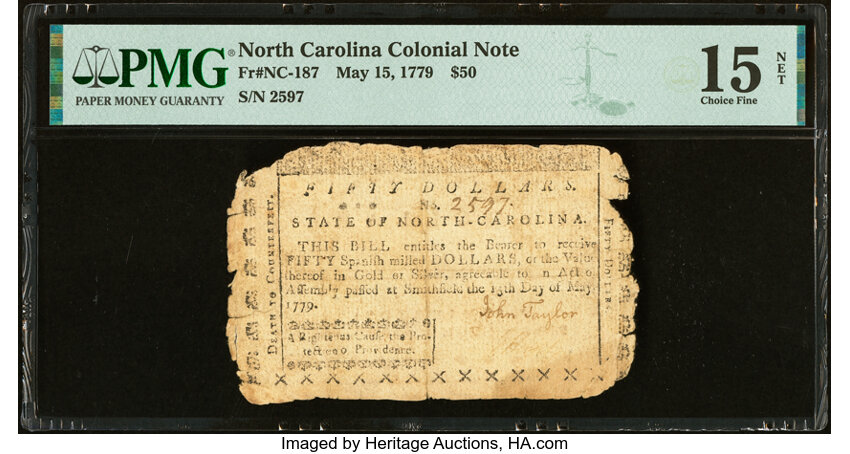 PMG®
PAPER MONEY GUARANTY
North Carolina Colonial Note
Fr#NC-187 May 15, 1779 $50
S/N 2597
15
NET
Choice Fine
FIFTY DOLLARS.
No. 2597.
STATE OF NORTH-CAROLINA.
THIS BILL entitles the Bearer to receive
FIFTY Spanish milled DOLLARS, or the Value
thereof in Gold or Silver, agreeable to an Act o
Assembly passed at Smithfield the 15th Day of May
1779.
John Taylor
A Righteous Cause, the Pro-
tection o Providence.
DEATH TO COUNTERFEIT.
FIFTY DOLLARS
Imaged by Heritage Auctions, HA.com